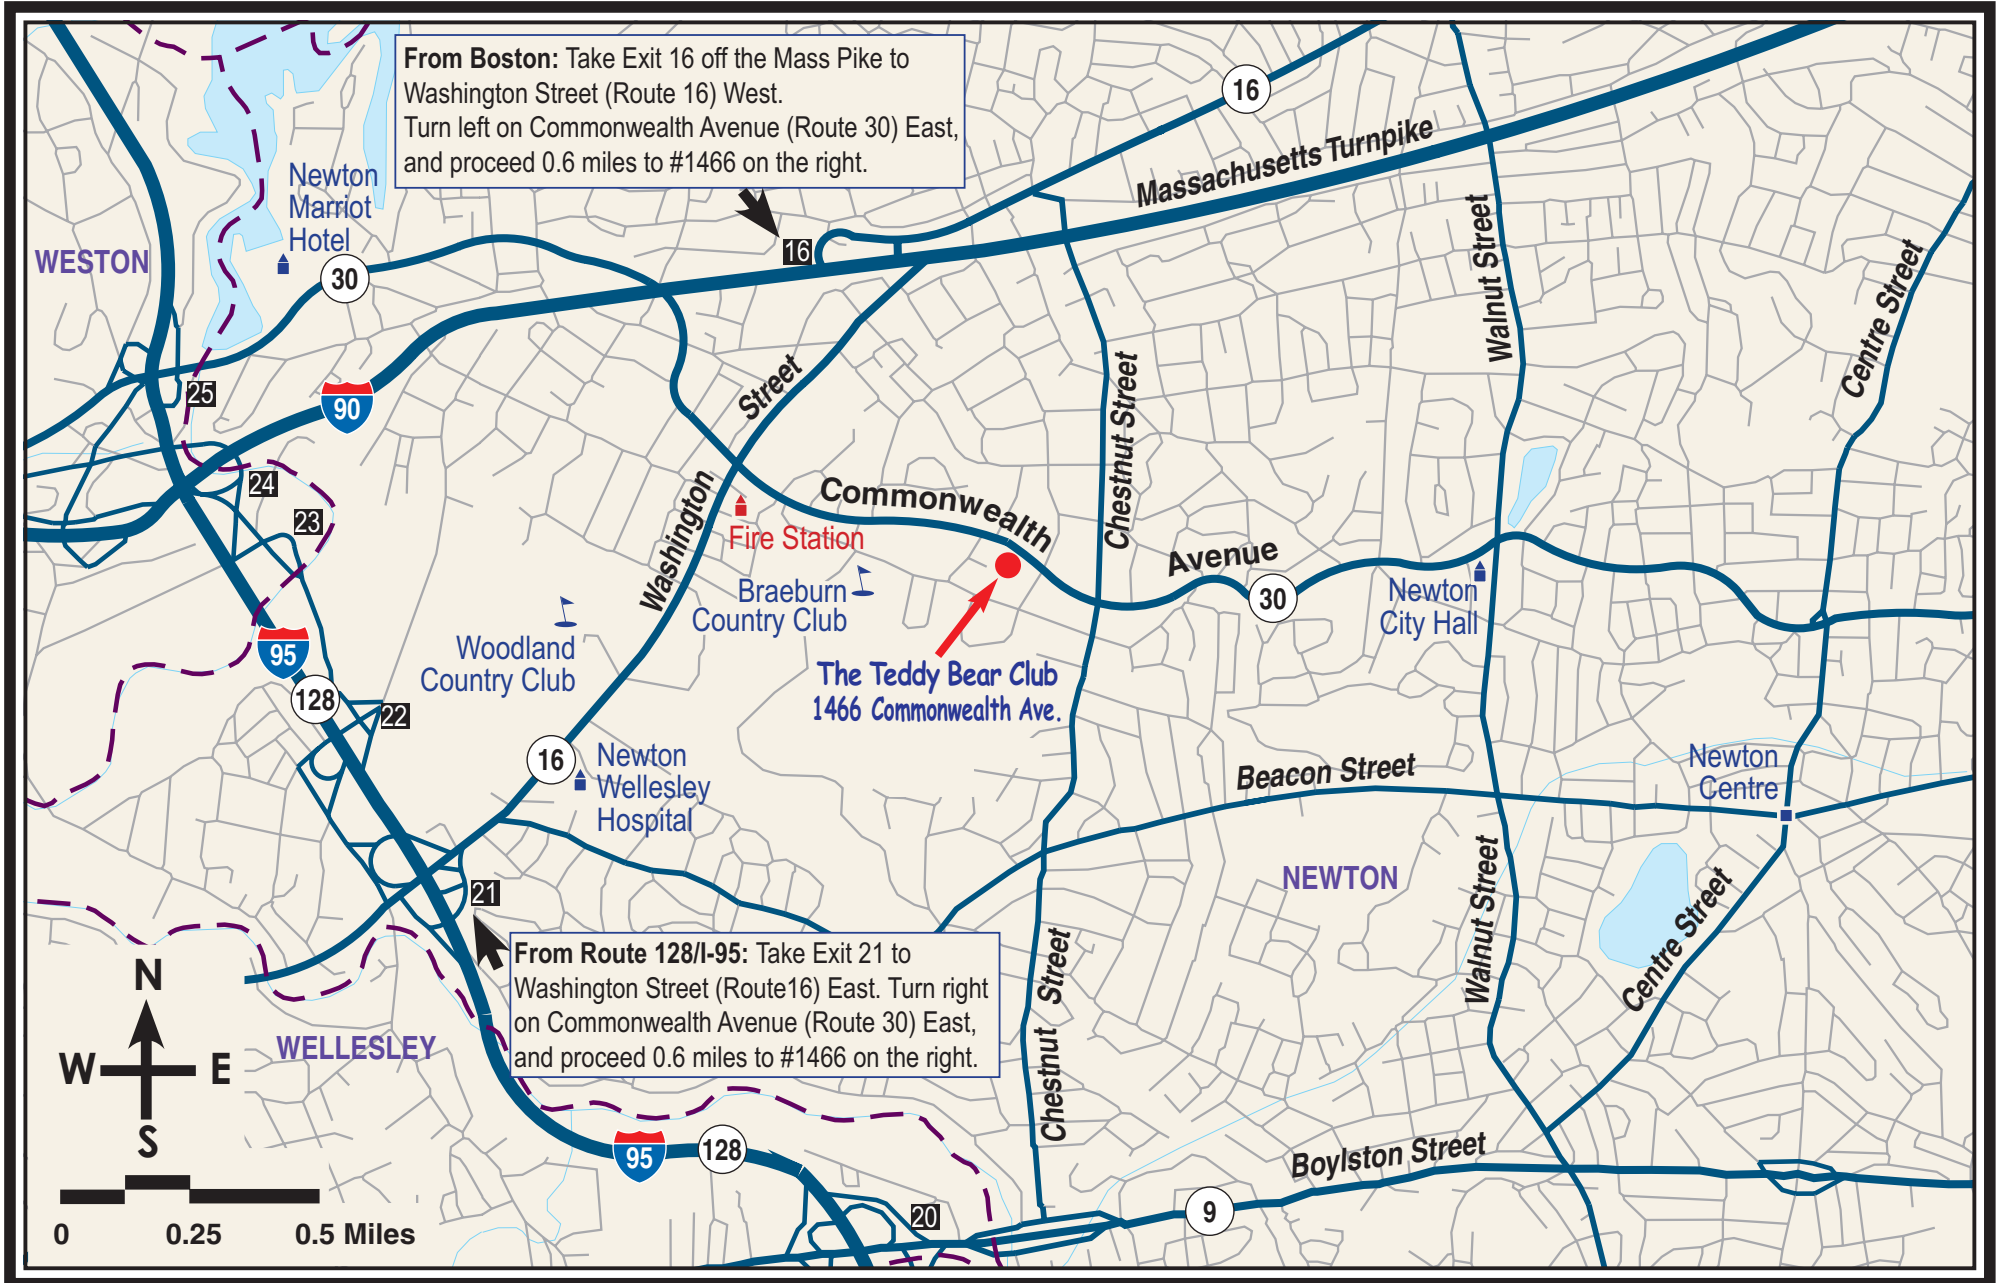 From Boston: Take Exit 16 off the Mass Pike to
Washington Street (Route 16) West.
Turn left on Commonwealth Avenue (Route 30) East,
and proceed 0.6 miles to #1466 on the right.
16
Massachusetts Turnpike
Newton
Marriot
Hotel
WESTON
30
16
Walnut Street
Centre Street
25
90
Street
Chestnut Street
24
23
Washington
Commonwealth
Fire Station
Avenue
Braeburn
Country Club
30
Newton
City Hall
95
128
Woodland
Country Club
The Teddy Bear Club
1466 Commonwealth Ave.
22
16
Newton
Wellesley
Hospital
Beacon Street
Newton
Centre
21
NEWTON
Walnut Street
Centre Street
From Route 128/I-95: Take Exit 21 to
Washington Street (Route16) East. Turn right
on Commonwealth Avenue (Route 30) East,
and proceed 0.6 miles to #1466 on the right.
Chestnut Street
N
W E
S
WELLESLEY
95
128
Boylston Street
20
9
0 0.25 0.5 Miles